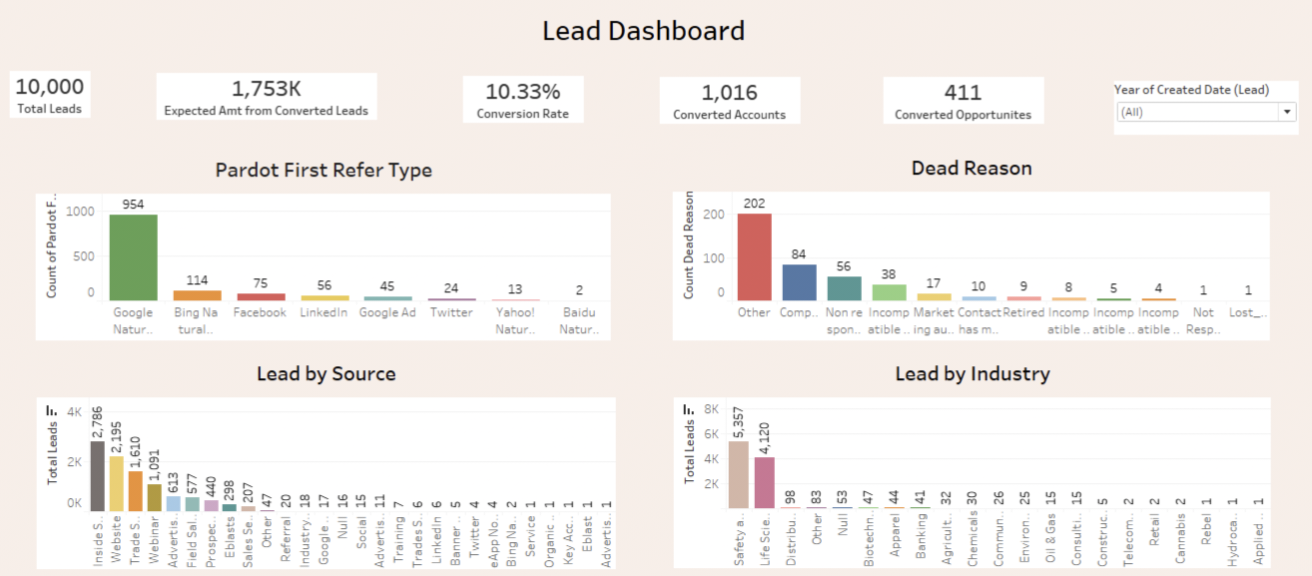 Lead Dashboard
10,000
Total Leads
1,753K
Expected Amt from Converted Leads
10.33%
Conversion Rate
1,016
Converted Accounts
411
Converted Opportunites
Year of Created Date (Lead)
(All)
Pardot First Refer Type
Count of Pardot F..
1000
500
0
954
114
75
56
45
24
13
2
Google Natur..
Bing Na tural..
Facebook
LinkedIn
Google Ad
Twitter
Yahoo! Natur..
Baidu Natur..
Dead Reason
Count Dead Reason
200
100
0
202
84
56
38
17
10
9
8
5
4
1
1
Other
Comp..
Non re spon..
Incomp atible ..
Market ing au..
Contact has m..
Retired
Incomp atible ..
Incomp atible ..
Incomp atible ..
Not Resp..
Lost_..
Lead by Source
Total Leads
4K
2K
0K
2,786
2,195
1,610
1,091
613
577
440
298
207
47
20
18
17
16
15
11
7
6
6
5
4
4
2
1
1
1
1
1
Inside S..
Website
Trade S..
Webinar
Advertis..
Field Sal..
Prospec..
Eblasts
Sales Se..
Other
Referral
Industry..
Google ..
Null
Social
Advertis..
Training
Trades S..
LinkedIn
Banner ..
Twitter
eApp No..
Bing Na..
Service
Organic ..
Key Acc..
Eblast
Advertis..
Lead by Industry
Total Leads
8K
6K
4K
2K
5,357
4,120
98
83
53
47
44
41
32
30
26
25
15
15
5
2
2
2
1
1
1
Safety a..
Life Scie..
Distribu..
Other
Null
Biotechn..
Apparel
Banking
Agricult..
Chemicals
Commun..
Environ..
Oil & Gas
Consulti..
Construc..
Telecom..
Retail
Cannabis
Rebel
Hydroca..
Applied ..